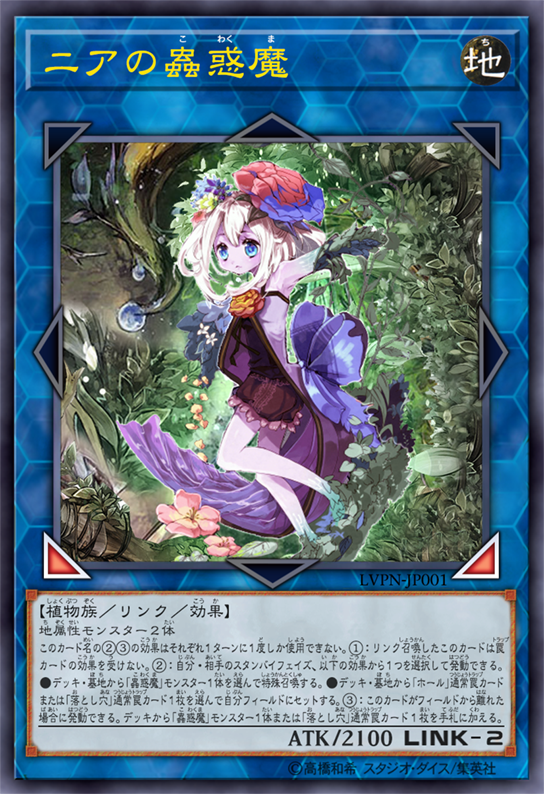 ニアの蟲惑魔
地
LVPN-JP001
【植物族／リンク／効果】
地属性モンスター２体
このカード名の②③の効果はそれぞれ１ターンに１度しか使用できない。①：リンク召喚したこのカードは罠
カードの効果を受けない。②：自分・相手のスタンバイフェイズ、以下の効果から１つを選択して発動できる。
●デッキ・墓地から「蟲惑魔」モンスター１体を選んで特殊召喚する。●デッキ・墓地から「ホール」通常罠カード
または「落とし穴」通常罠カード１枚を選んで自分フィールドにセットする。③：このカードがフィールドから離れた
場合に発動できる。デッキから「蟲惑魔」モンスター１体または「落とし穴」通常罠カード１枚を手札に加える。
ATK/2100 LINK-2
©高橋和希 スタジオ・ダイス/集英社